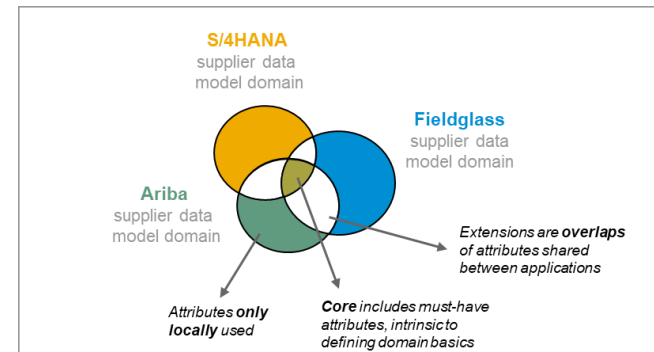 S/4HANA
supplier data
model domain
Fieldglass
supplier data
model domain
Ariba
supplier data
model domain
Extensions are overlaps
of attributes shared
between applications
Attributes only
locally used
Core includes must-have
attributes, intrinsic to
defining domain basics